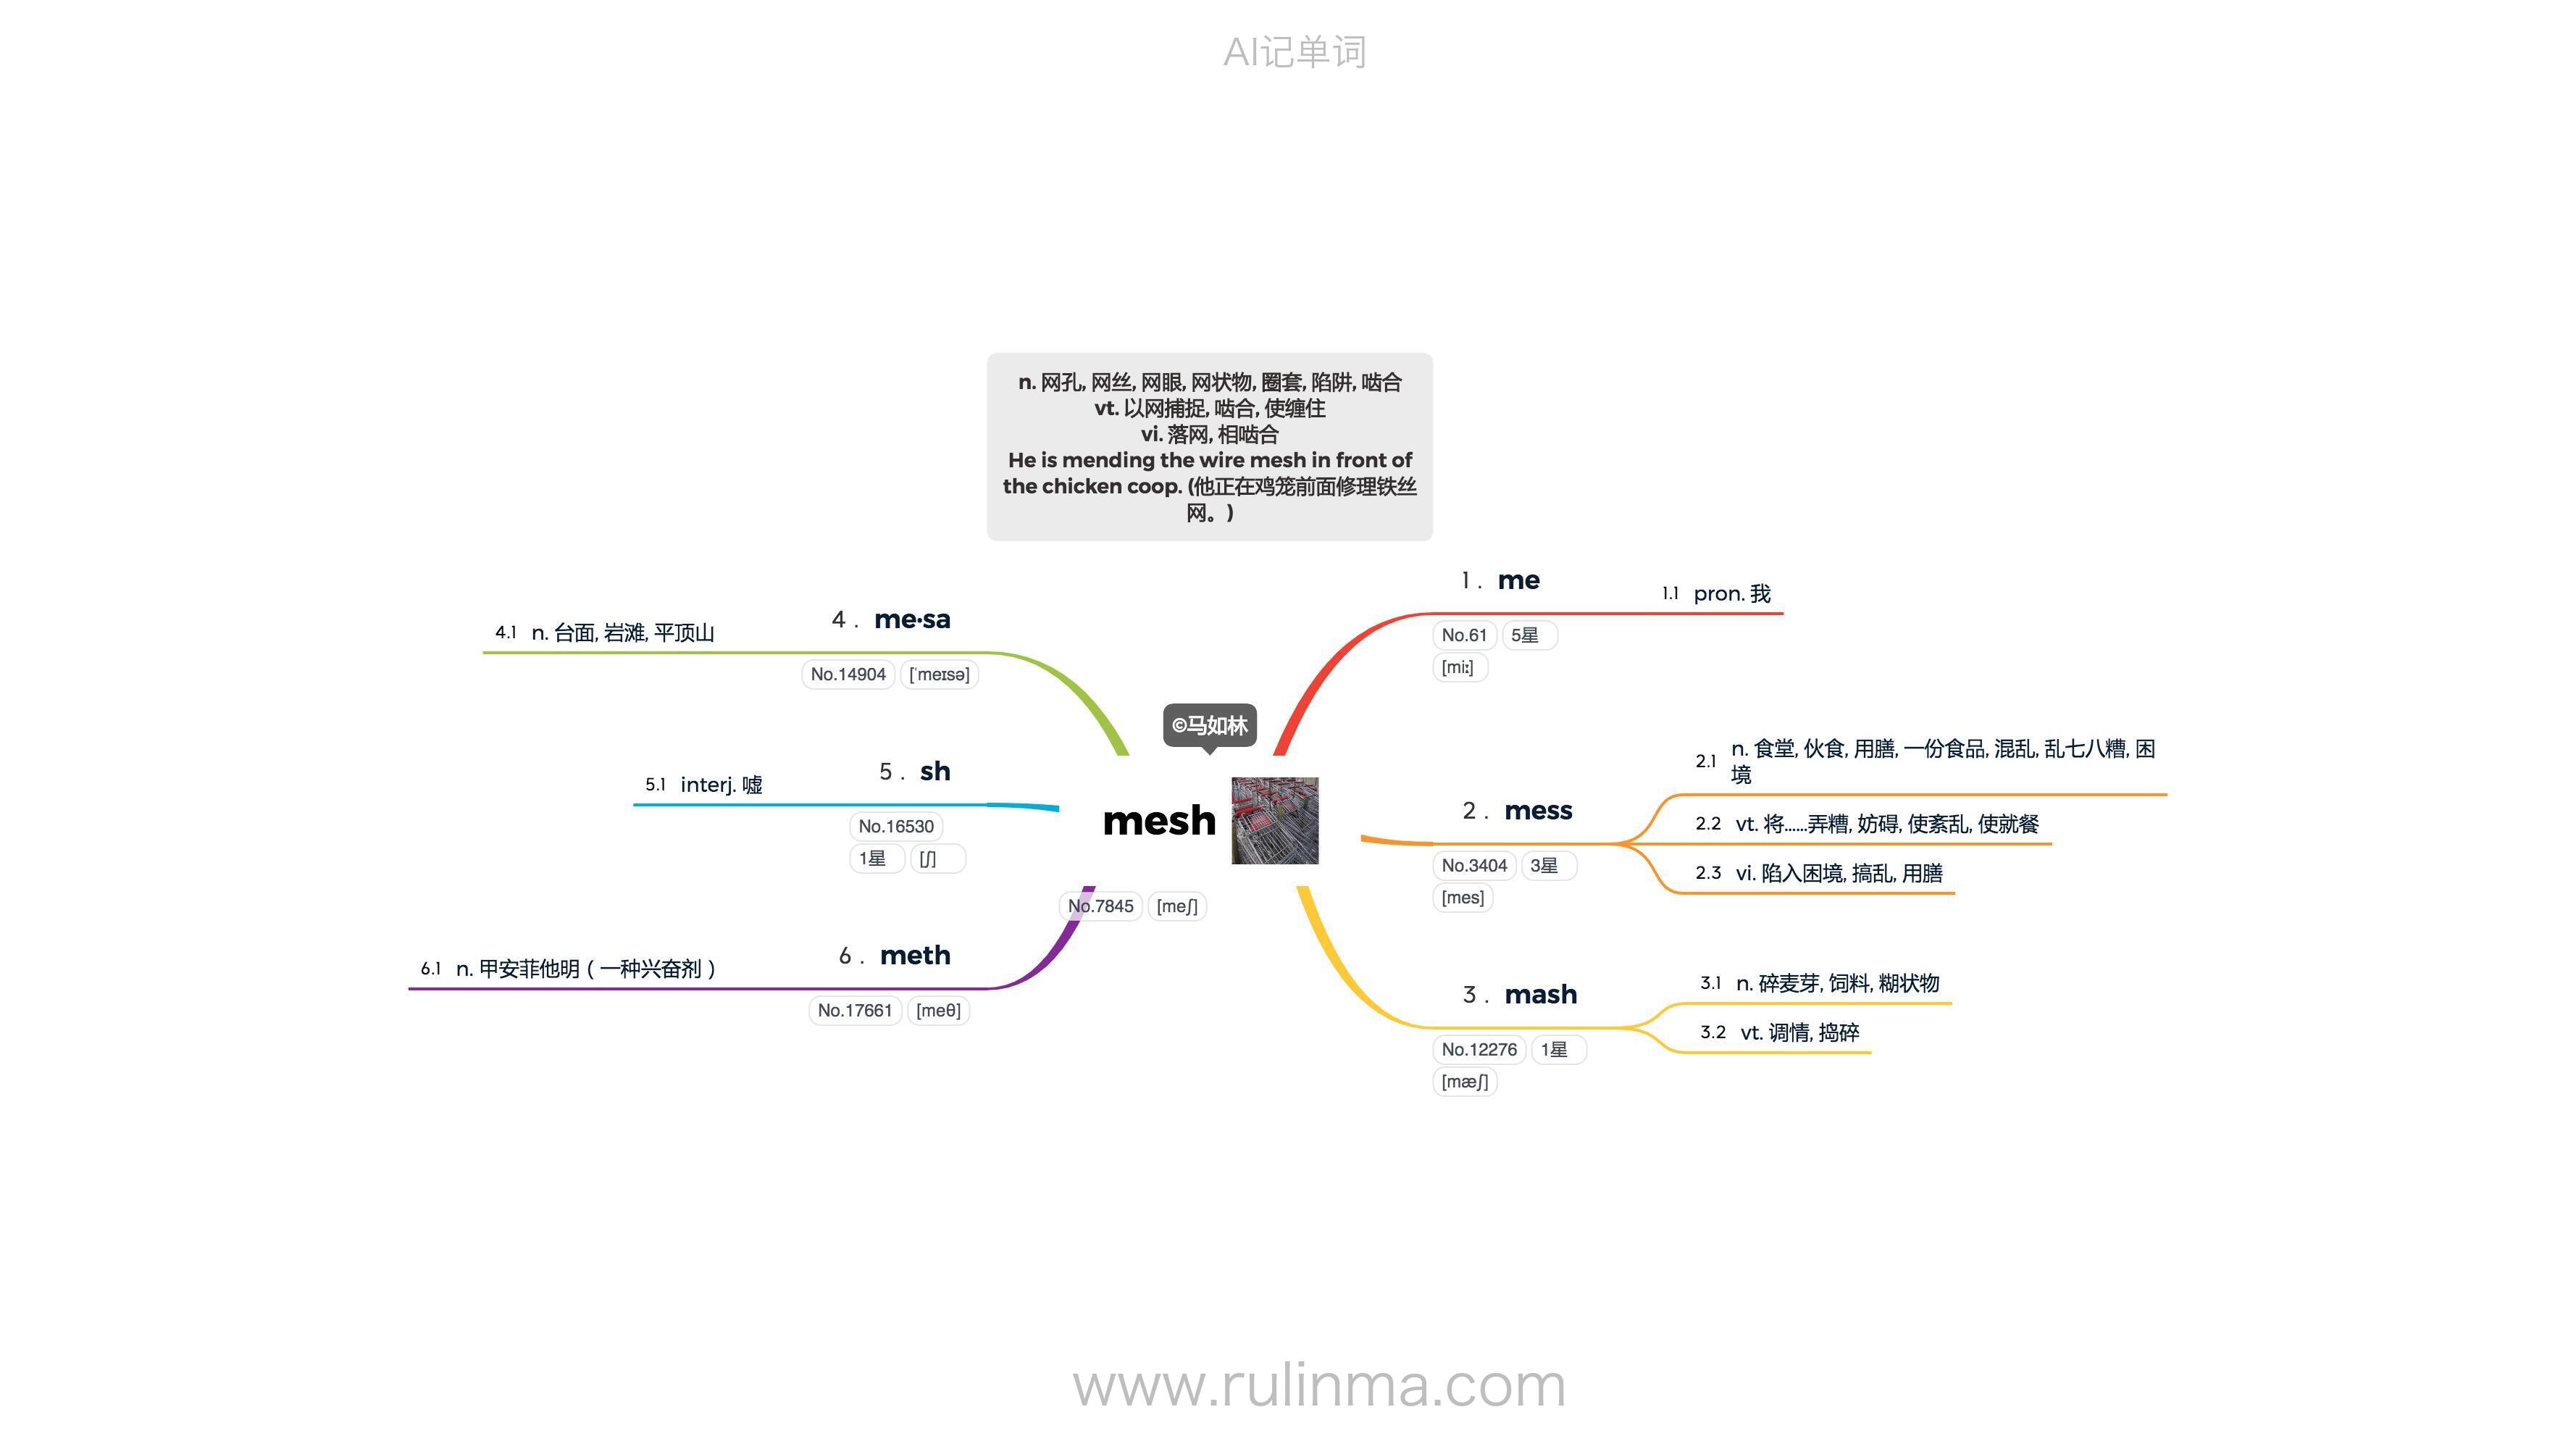 AI记单词
n. 网孔, 网丝, 网眼, 网状物, 圈套, 陷阱, 啮合
vt. 以网捕捉, 啮合, 使缠住
vi. 落网, 相啮合
He is mending the wire mesh in front of
the chicken coop. (他正在鸡笼前面修理铁丝
网。)
©马如林
mesh
No.7845 [meʃ]
1. me
No.61 5星
[miː]
1.1 pron. 我
2. mess
No.3404 3星
[mes]
2.1 n. 食堂, 伙食, 用膳, 一份食品, 混乱, 乱七八糟, 困
境
2.2 vt. 将……弄糟, 妨碍, 使紊乱, 使就餐
2.3 vi. 陷入困境, 搞乱, 用膳
3. mash
No.12276 1星
[mæʃ]
3.1 n. 碎麦芽, 饲料, 糊状物
3.2 vt. 调情, 捣碎
4. me·sa
No.14904 [ˈmeɪsə]
4.1 n. 台面, 岩滩, 平顶山
5. sh
No.16530
1星 [ʃ]
5.1 interj. 嘘
6. meth
No.17661 [meθ]
6.1 n. 甲安菲他明（一种兴奋剂）
www.rulinma.com